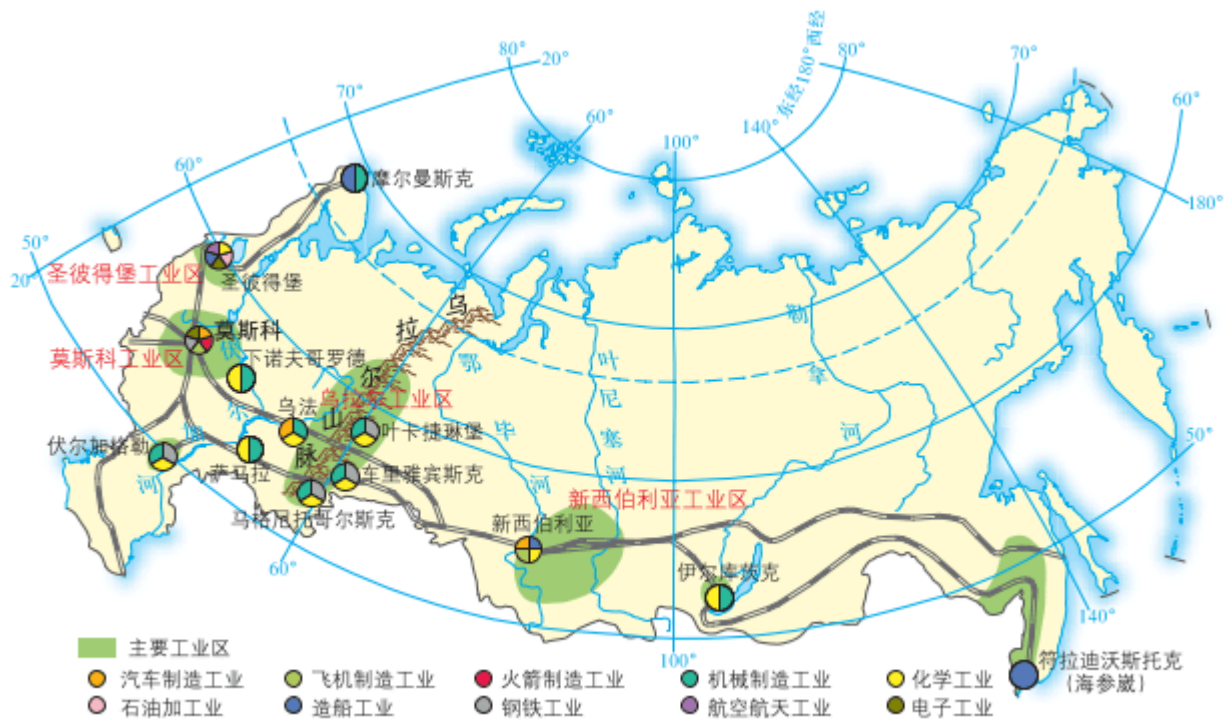 80°
20°
东经180°西经
80°
70°
70°
60°
60°
100°
140°
60°
180°
摩尔曼斯克
50°
20°
圣彼得堡工业区
圣彼得堡
乌
拉
尔
山
脉
莫斯科
莫斯科工业区
下诺夫哥罗德
伏
尔
加
河
鄂
毕
河
叶
尼
塞
河
勒
拿
河
乌拉尔工业区
乌法
叶卡捷琳堡
50°
伏尔加格勒
萨马拉
车里雅宾斯克
马格尼托哥尔斯克
新西伯利亚工业区
新西伯利亚
伊尔库茨克
60°
100°
140°
符拉迪沃斯托克
(海参崴)
主要工业区
汽车制造工业
飞机制造工业
火箭制造工业
机械制造工业
化学工业
石油加工业
造船工业
钢铁工业
航空航天工业
电子工业